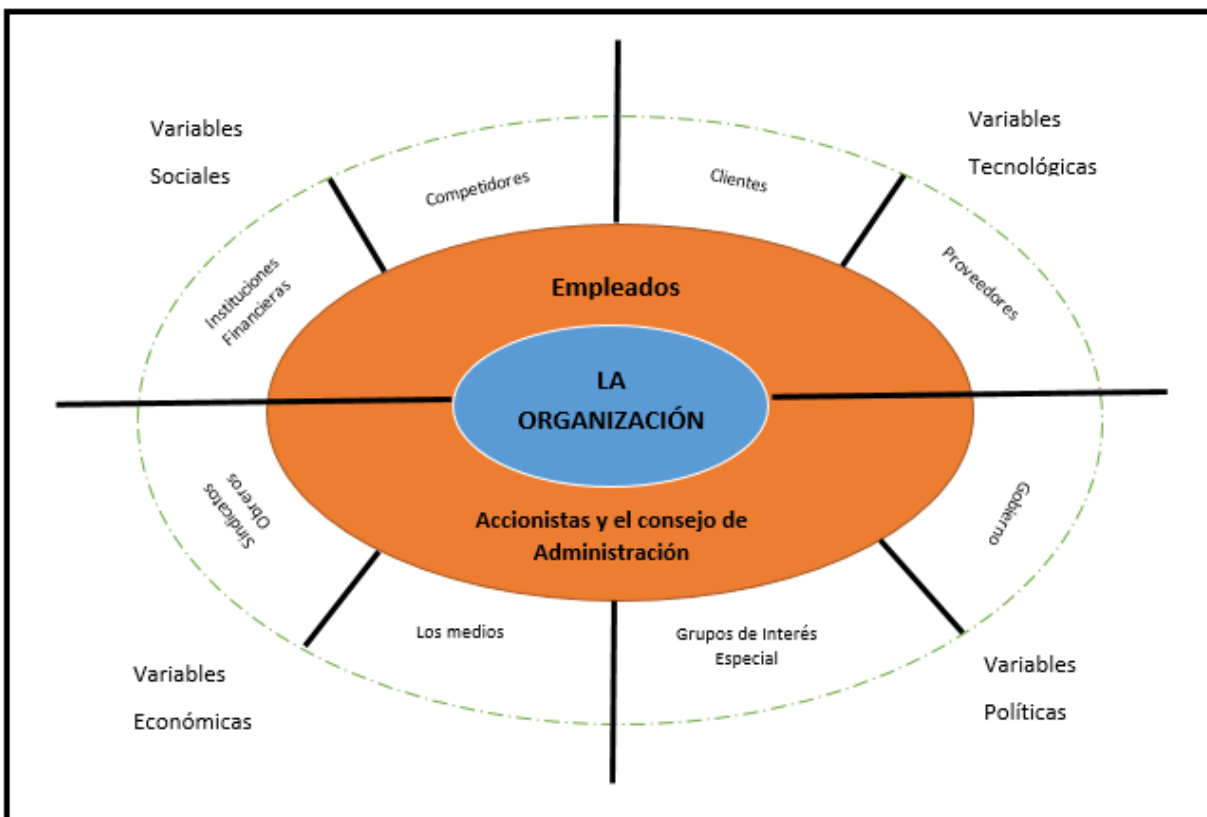 Variables
Sociales
Variables
Tecnológicas
Competidores
Clientes
Instituciones
Financieras
Proveedores
Empleados
LA
ORGANIZACIÓN
Accionistas y el consejo de
Administración
Sindicatos
Obreros
Gobierno
Los medios
Grupos de Interés
Especial
Variables
Económicas
Variables
Políticas